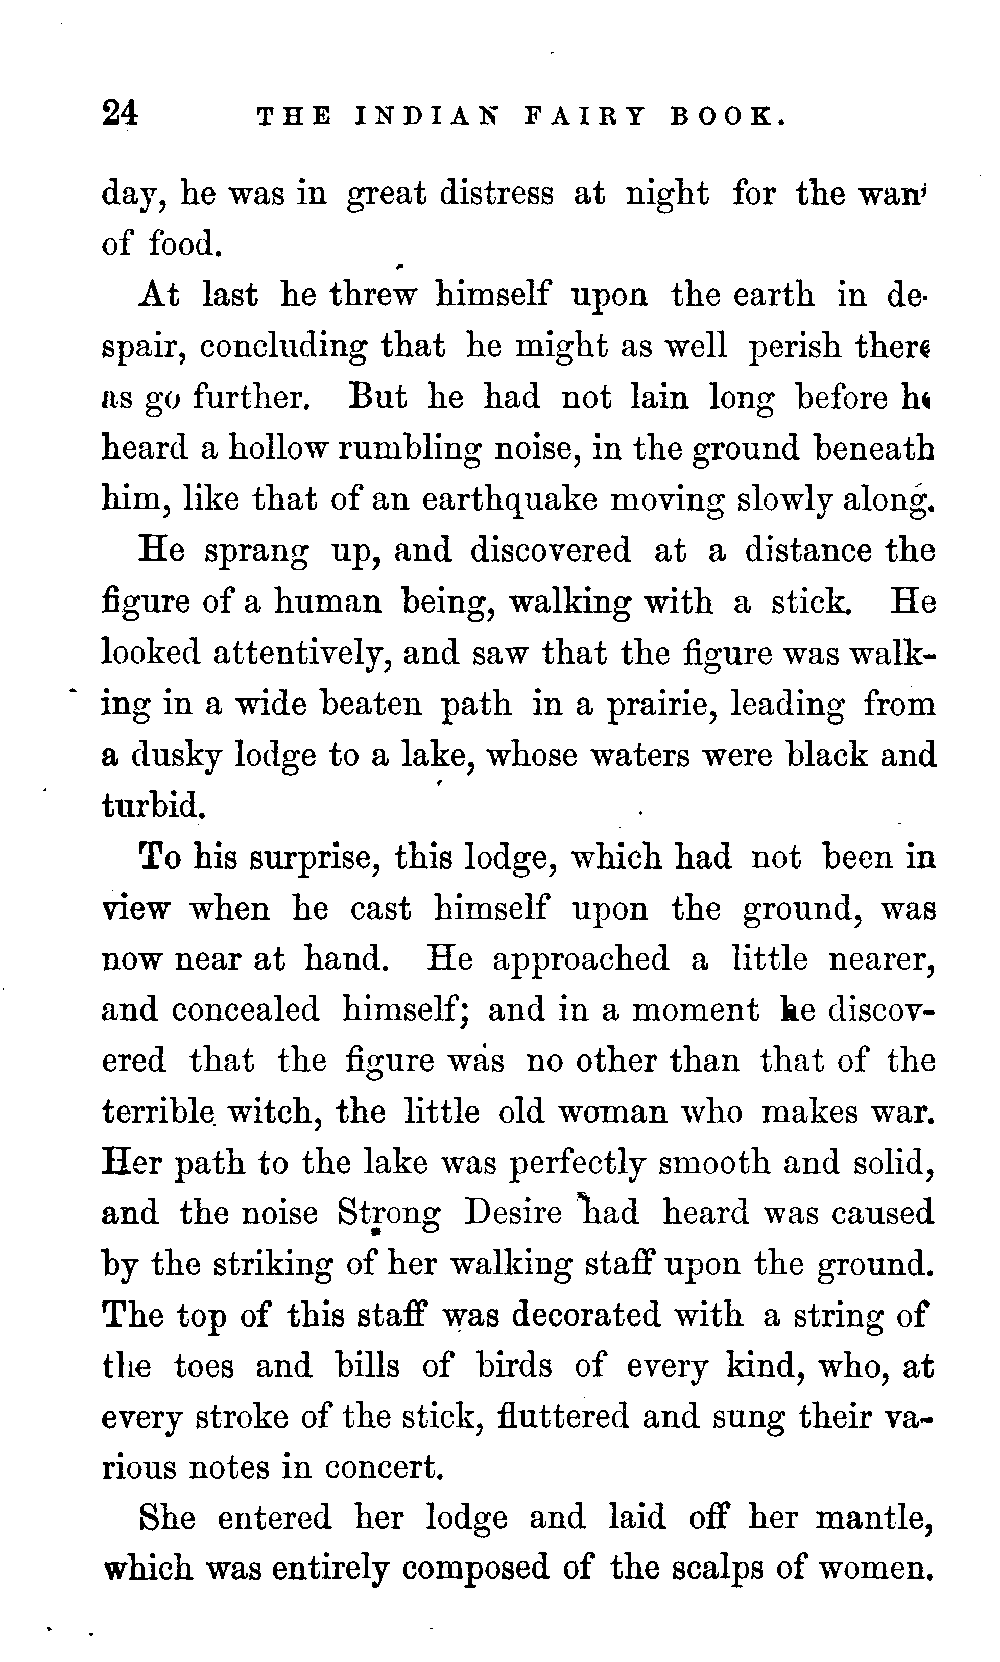 24 THE INDIAN FAIRY BOOK.
day, he was in great distress at night for the want
of food.
At last he threw himself upon the earth in de-
spair, concluding that he might as well perish there
as go further. But he had not lain long before he
heard a hollow rumbling noise, in the ground beneath
him, like that of an earthquake moving slowly along.
He sprang up, and discovered at a distance the
figure of a human being, walking with a stick. He
looked attentively, and saw that the figure was walk-
ing in a wide beaten path in a prairie, leading from
a dusky lodge to a lake, whose waters were black and
turbid.
To his surprise, this lodge, which had not been in
view when he cast himself upon the ground, was
now near at hand. He approached a little nearer,
and concealed himself; and in a moment he discov-
ered that the figure was no other than that of the
terrible witch, the little old woman who makes war.
Her path to the lake was perfectly smooth and solid,
and the noise Strong Desire had heard was caused
by the striking of her walking staff upon the ground.
The top of this staff was decorated with a string of
the toes and bills of birds of every kind, who, at
every stroke of the stick, fluttered and sung their va-
rious notes in concert.
She entered her lodge and laid off her mantle,
which was entirely composed of the scalps of women.